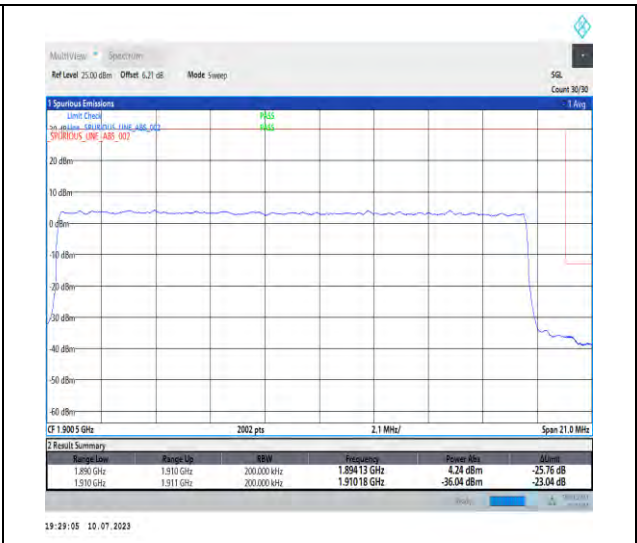 MultiView Spectrum
Ref Level 25.00 dBm Offset 6.21 dB Mode Sweep SGL
Count 30/30
1 Spurious Emissions 1 Avg
Limit Check PASS
Line _SPURIOUS_LINE_ABS_002 PASS
_SPURIOUS_LINE_ABS_002
20 dBm
10 dBm
0 dBm
-10 dBm
-20 dBm
-30 dBm
-40 dBm
-50 dBm
-60 dBm
CF 1.9005 GHz 2002 pts 2.1 MHz/ Span 21.0 MHz
2 Result Summary
Range Low Range Up RBW Frequency Power Abs ΔLimit
1.890 GHz 1.910 GHz 200.000 kHz 1.89413 GHz 4.24 dBm -25.76 dB
1.910 GHz 1.911 GHz 200.000 kHz 1.91018 GHz -36.04 dBm -23.04 dB
19:29:05 10.07.2023